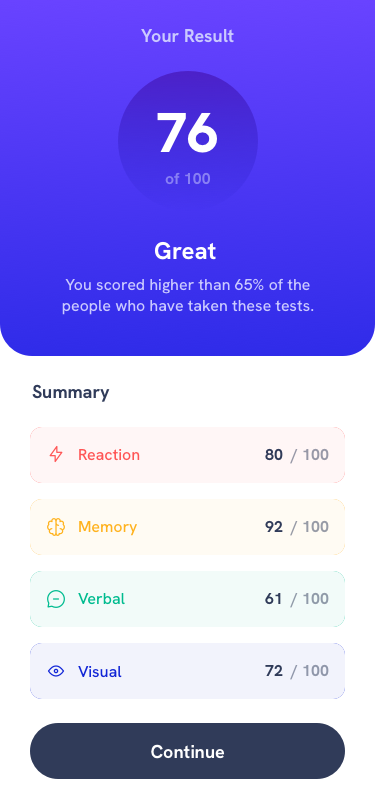 Your Result
76
of 100
Great
You scored higher than 65% of the
people who have taken these tests.
Summary
Reaction 80 / 100
Memory 92 / 100
Verbal 61 / 100
Visual 72 / 100
Continue